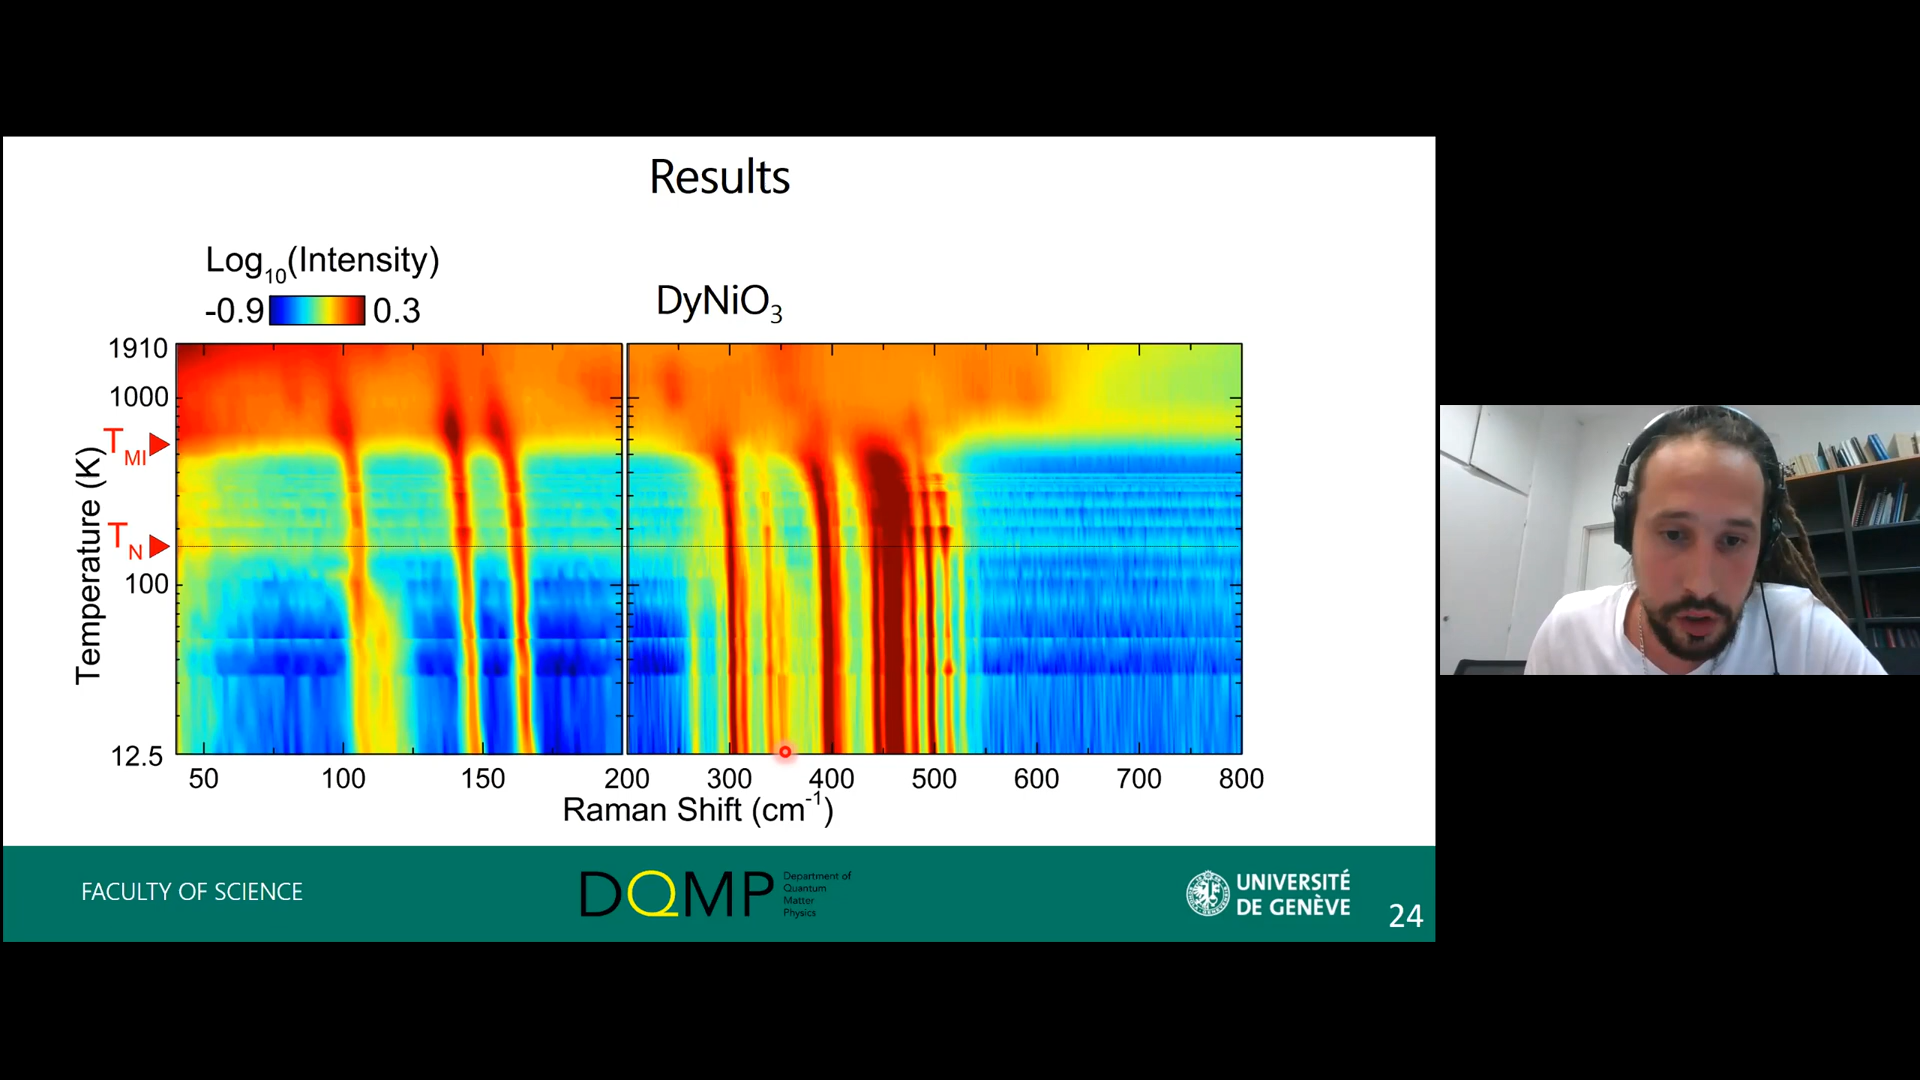 Results
Log₁₀(Intensity)
-0.9 0.3
DyNiO₃
1910
1000
T_MI
T_N
100
12.5
Temperature (K)
50 100 150 200 300 400 500 600 700 800
Raman Shift (cm⁻¹)
FACULTY OF SCIENCE
DQMP
Department of
Quantum
Matter
Physics
UNIVERSITÉ
DE GENÈVE
24